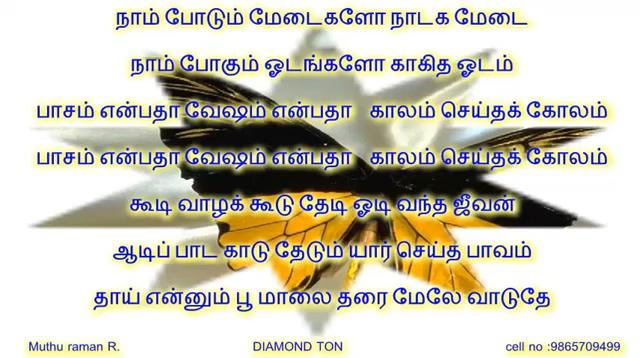 நாம் போடும் மேடைகளோ நாடக மேடை
நாம் போகும் ஓடங்களோ காகித ஓடம்
பாசம் என்பதா வேஷம் என்பதா காலம் செய்தக் கோலம்
பாசம் என்பதா வேஷம் என்பதா காலம் செய்தக் கோலம்
கூடி வாழக் கூடு தேடி ஓடி வந்த ஜீவன்
ஆடிப் பாட காடு தேடும் யார் செய்த பாவம்
தாய் என்னும் பூ மாலை தரை மேலே வாடுதே
Muthu raman R. DIAMOND TON cell no :9865709499